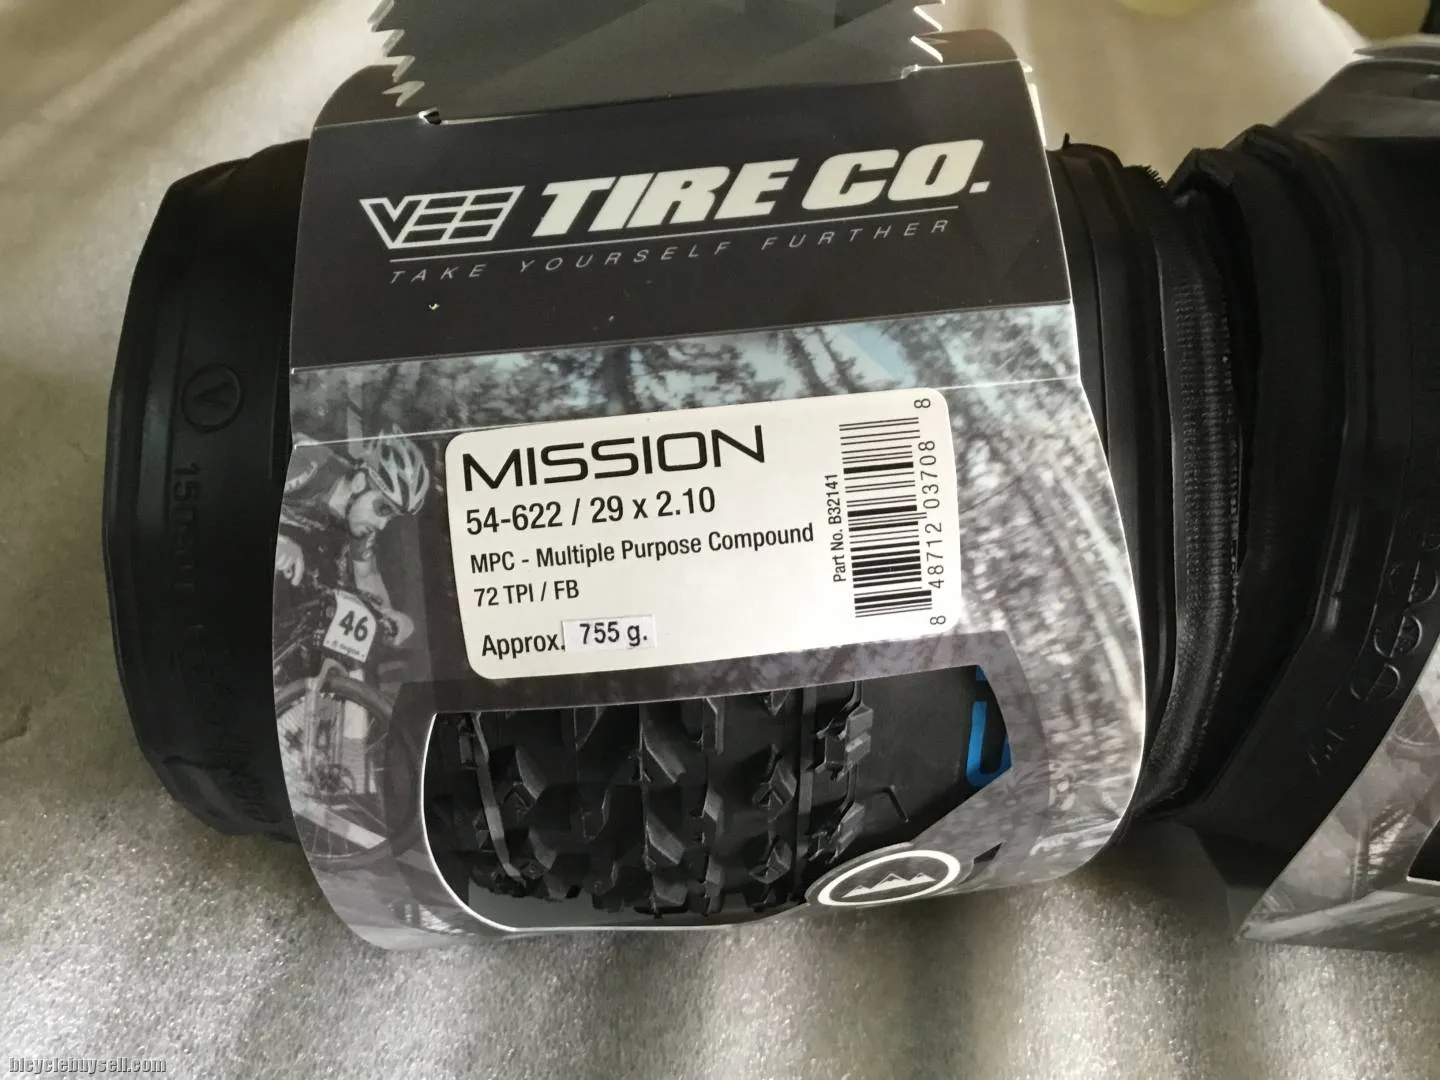 VEE TIRE CO.
TAKE YOURSELF FURTHER
MISSION
54-622 / 29 x 2.10
MPC - Multiple Purpose Compound
72 TPI / FB
Approx. 755 g.
Part No. B32141
8 48712 03708 8
46
V
bicyclebuysell.com